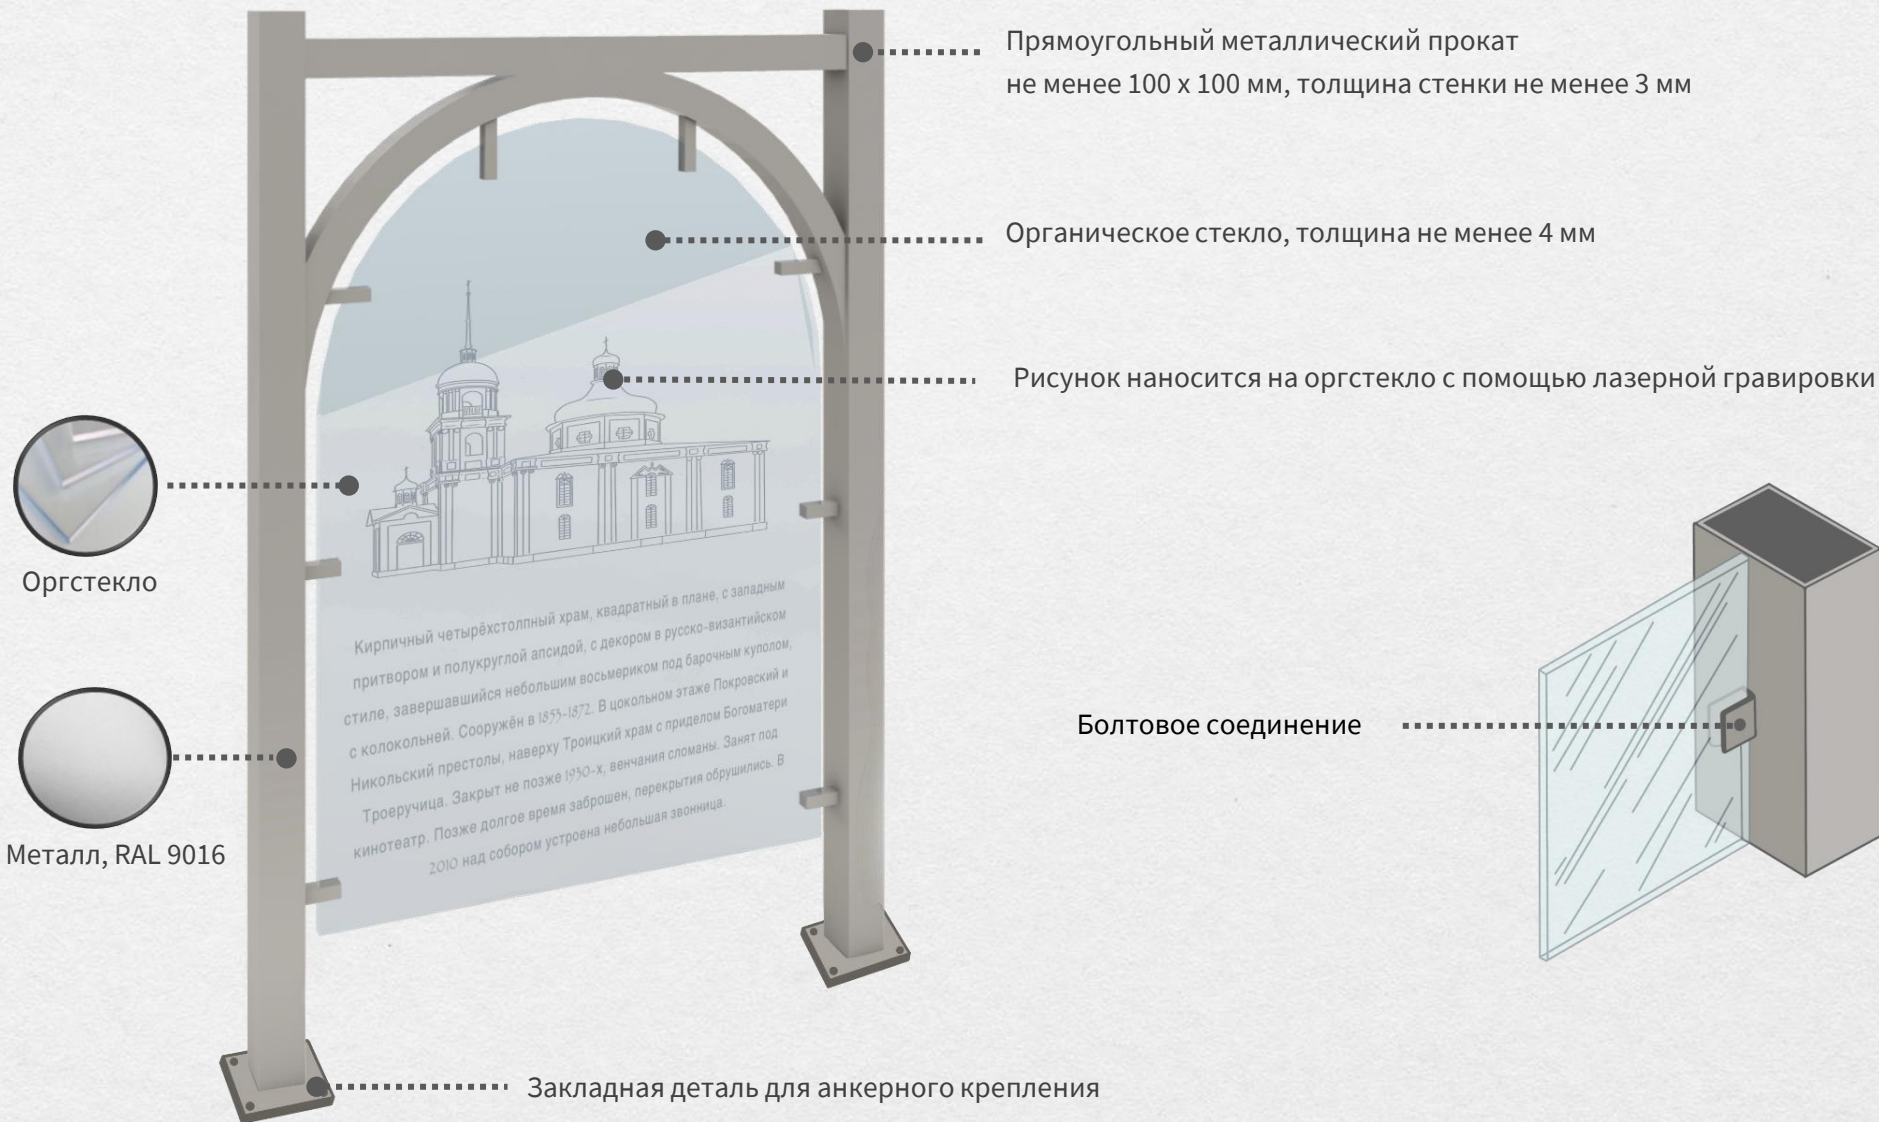 Прямоугольный металлический прокат
не менее 100 х 100 мм, толщина стенки не менее 3 мм
Органическое стекло, толщина не менее 4 мм
Рисунок наносится на оргстекло с помощью лазерной гравировки
Оргстекло
Кирпичный четырёхстолпный храм, квадратный в плане, с западным
притвором и полукруглой апсидой, с декором в русско-византийском
стиле, завершавшийся небольшим восьмериком под барочным куполом,
с колокольней. Сооружён в 1853-1872. В цокольном этаже Покровский и
Никольский престолы, наверху Троицкий храм с приделом Богоматери
Троеручица. Закрыт не позже 1930-х, венчания сломаны. Занят под
кинотеатр. Позже долгое время заброшен, перекрытия обрушились. В
2010 над собором устроена небольшая звонница.
Болтовое соединение
Металл, RAL 9016
Закладная деталь для анкерного крепления